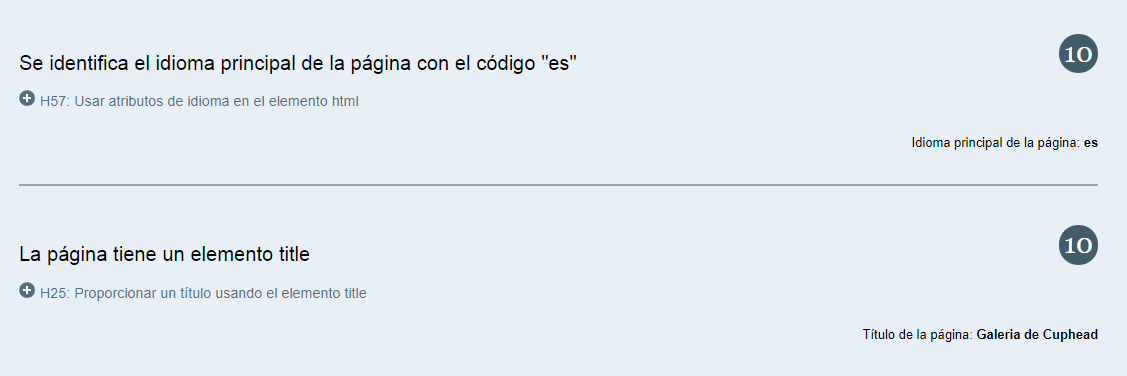 10
Se identifica el idioma principal de la página con el código "es"
H57: Usar atributos de idioma en el elemento html
Idioma principal de la página: es
10
La página tiene un elemento title
H25: Proporcionar un título usando el elemento title
Título de la página: Galeria de Cuphead